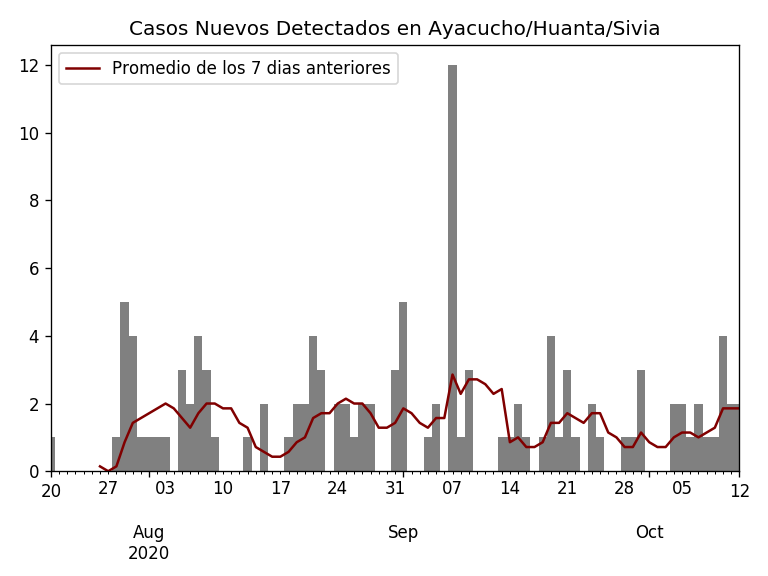 Casos Nuevos Detectados en Ayacucho/Huanta/Sivia
Promedio de los 7 dias anteriores
12
10
8
6
4
2
0
20 27 03 10 17 24 31 07 14 21 28 05 12
Aug Sep Oct
2020